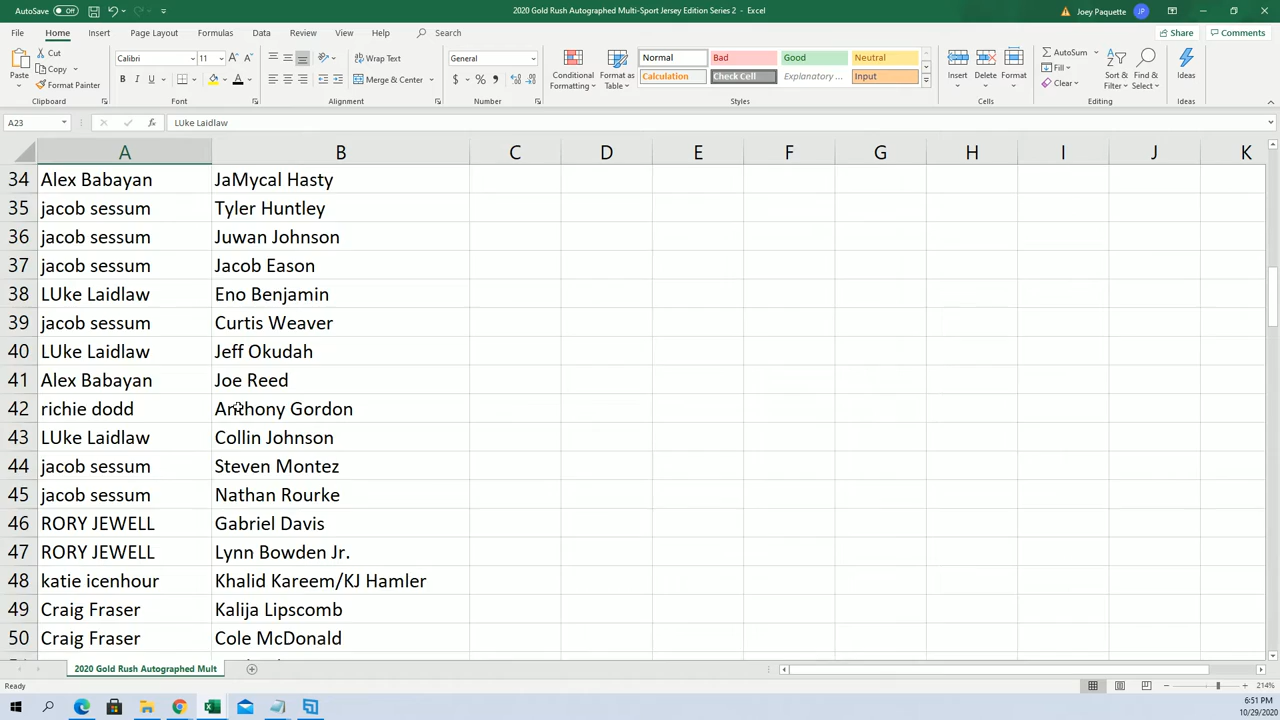 AutoSave Off 2020 Gold Rush Autographed Multi-Sport Jersey Edition Series 2 - Excel Joey Paquette JP
File Home Insert Page Layout Formulas Data Review View Help Search Share Comments
Paste Cut Copy Format Painter Clipboard
Calibri 11 B I U Font
Wrap Text Merge & Center Alignment
General $ % Number
Conditional Formatting Format as Table Normal Bad Good Neutral Calculation Check Cell Explanatory ... Input Styles
Insert Delete Format Cells
AutoSum Fill Clear Sort & Filter Find & Select Editing
Ideas Ideas
A23 fx LUke Laidlaw
A B C D E F G H I J K
34 Alex Babayan JaMycal Hasty
35 jacob sessum Tyler Huntley
36 jacob sessum Juwan Johnson
37 jacob sessum Jacob Eason
38 LUke Laidlaw Eno Benjamin
39 jacob sessum Curtis Weaver
40 LUke Laidlaw Jeff Okudah
41 Alex Babayan Joe Reed
42 richie dodd Anthony Gordon
43 LUke Laidlaw Collin Johnson
44 jacob sessum Steven Montez
45 jacob sessum Nathan Rourke
46 RORY JEWELL Gabriel Davis
47 RORY JEWELL Lynn Bowden Jr.
48 katie icenhour Khalid Kareem/KJ Hamler
49 Craig Fraser Kalija Lipscomb
50 Craig Fraser Cole McDonald
2020 Gold Rush Autographed Mult
Ready 214%
6:51 PM
10/29/2020